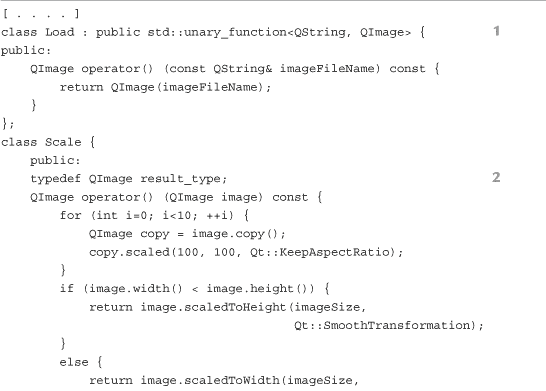 [ . . . . ]
class Load : public std::unary_function<QString, QImage> { 1
public:
    QImage operator() (const QString& imageFileName) const {
        return QImage(imageFileName);
    }
};
class Scale {
    public:
    typedef QImage result_type; 2
    QImage operator() (QImage image) const {
        for (int i=0; i<10; ++i) {
            QImage copy = image.copy();
            copy.scaled(100, 100, Qt::KeepAspectRatio);
        }
        if (image.width() < image.height()) {
            return image.scaledToHeight(imageSize,
                                        Qt::SmoothTransformation);
        }
        else {
            return image.scaledToWidth(imageSize,